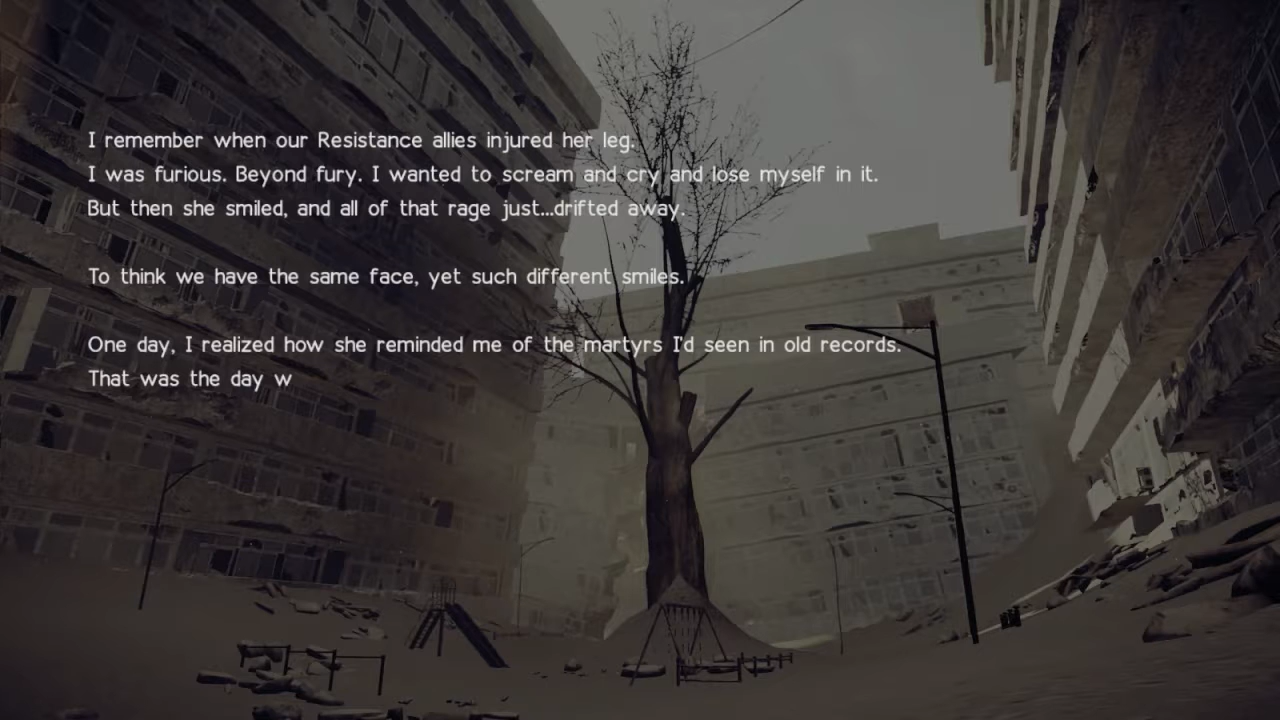 I remember when our Resistance allies injured her leg.
I was furious. Beyond fury. I wanted to scream and cry and lose myself in it.
But then she smiled, and all of that rage just...drifted away.
To think we have the same face, yet such different smiles.
One day, I realized how she reminded me of the martyrs I'd seen in old records.
That was the day w